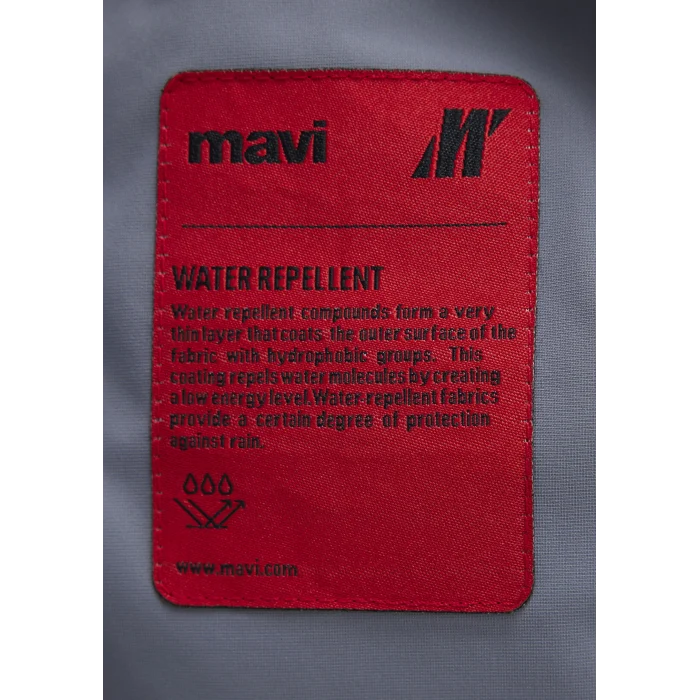 mavi M
WATER REPELLENT
Water repellent compounds form a very
thin layer that coats the outer surface of the
fabric with hydrophobic groups. This
coating repels water molecules by creating
a low energy level. Water repellent fabrics
provide a certain degree of protection
against rain.
www.mavi.com